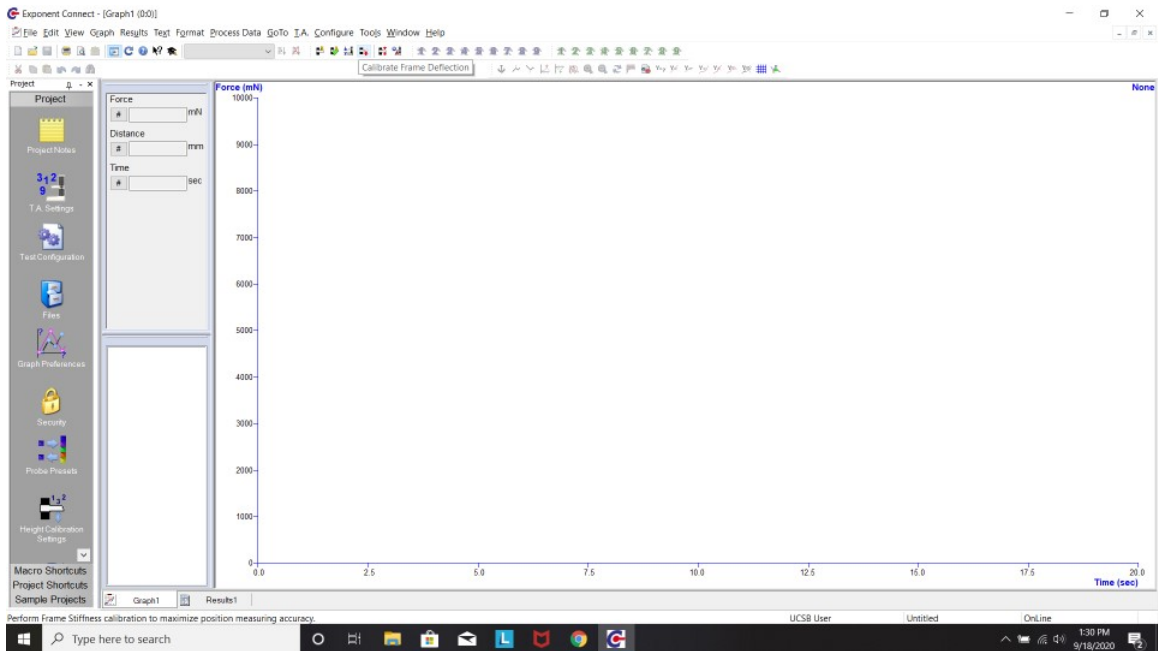 Exponent Connect - [Graph1 (0:0)]
File Edit View Graph Results Text Format Process Data GoTo T.A. Configure Tools Window Help
Calibrate Frame Deflection
Project
Project
Project Notes
T.A. Settings
Test Configuration
Files
Graph Preferences
Security
Probe Presets
Height Calibration
Settings
Macro Shortcuts
Project Shortcuts
Sample Projects
Force
# mN
Distance
# mm
Time
# sec
Force (mN)
None
10000
9000
8000
7000
6000
5000
4000
3000
2000
1000
0
0.0 2.5 5.0 7.5 10.0 12.5 15.0 17.5 20.0
Time (sec)
Graph1 Results1
Perform Frame Stiffness calibration to maximize position measuring accuracy. UCSB User Untitled OnLine
Type here to search
1:30 PM
9/18/2020